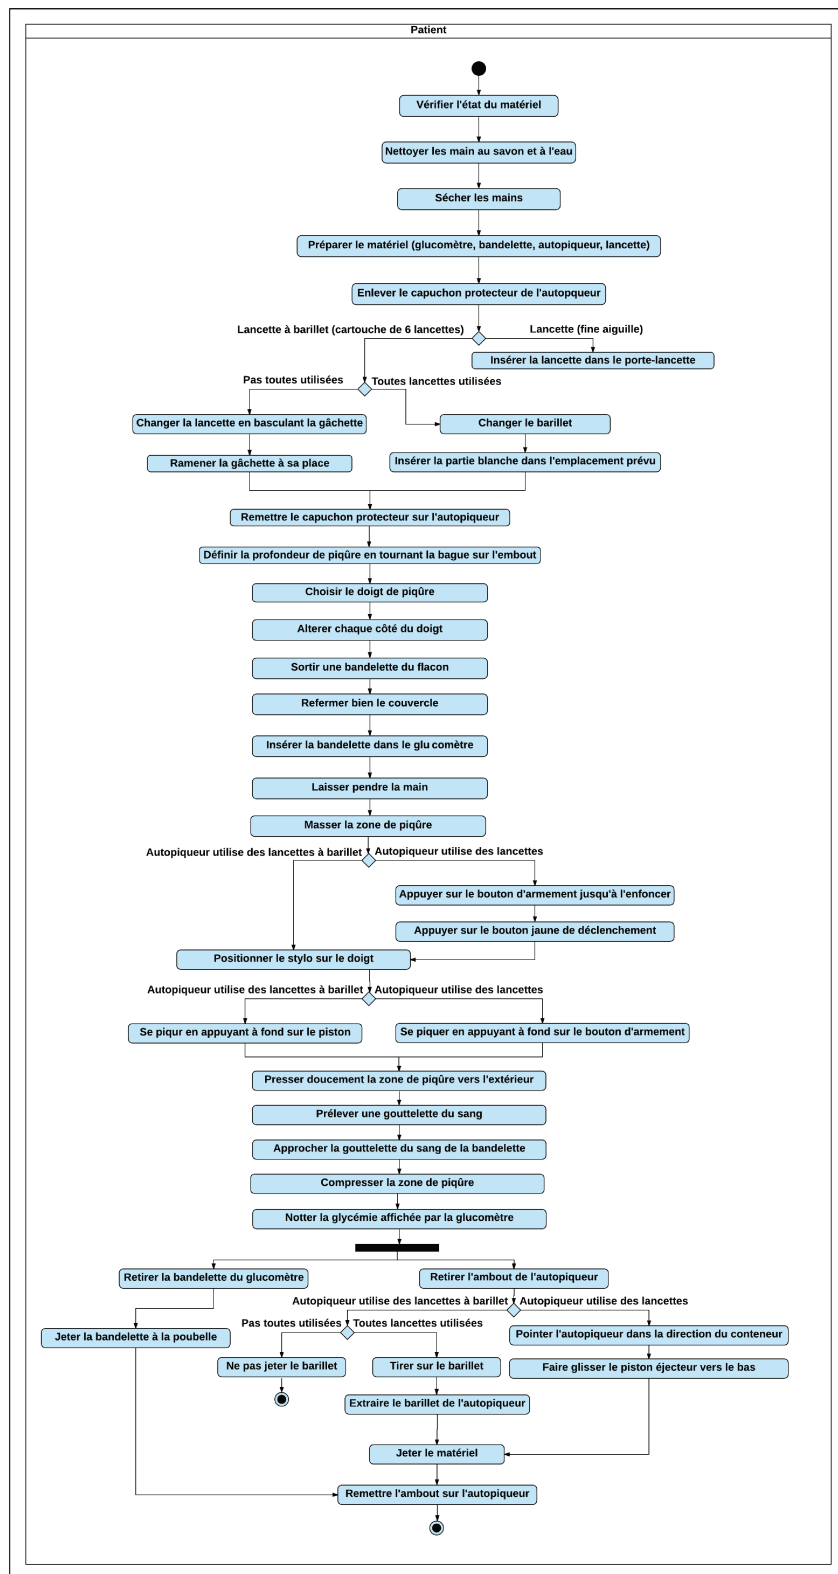 Patient
Vérifier l'état du matériel
Nettoyer les main au savon et à l'eau
Sécher les mains
Préparer le matériel (glucomètre, bandelette, autopiqueur, lancette)
Enlever le capuchon protecteur de l'autopqueur
Lancette à barillet (cartouche de 6 lancettes)
Lancette (fine aiguille)
Insérer la lancette dans le porte-lancette
Pas toutes utilisées
Toutes lancettes utilisées
Changer la lancette en basculant la gâchette
Changer le barillet
Ramener la gâchette à sa place
Insérer la partie blanche dans l'emplacement prévu
Remettre le capuchon protecteur sur l'autopiqueur
Définir la profondeur de piqûre en tournant la bague sur l'embout
Choisir le doigt de piqûre
Alterer chaque côté du doigt
Sortir une bandelette du flacon
Refermer bien le couvercle
Insérer la bandelette dans le glu comètre
Laisser pendre la main
Masser la zone de piqûre
Autopiqueur utilise des lancettes à barillet
Autopiqueur utilise des lancettes
Appuyer sur le bouton d'armement jusqu'à l'enfoncer
Appuyer sur le bouton jaune de déclenchement
Positionner le stylo sur le doigt
Autopiqueur utilise des lancettes à barillet
Autopiqueur utilise des lancettes
Se piqur en appuyant à fond sur le piston
Se piquer en appuyant à fond sur le bouton d'armement
Presser doucement la zone de piqûre vers l'extérieur
Prélever une gouttelette du sang
Approcher la gouttelette du sang de la bandelette
Compresser la zone de piqûre
Notter la glycémie affichée par la glucomètre
Retirer la bandelette du glucomètre
Retirer l'ambout de l'autopiqueur
Autopiqueur utilise des lancettes à barillet
Autopiqueur utilise des lancettes
Pas toutes utilisées
Toutes lancettes utilisées
Jeter la bandelette à la poubelle
Pointer l'autopiqueur dans la direction du conteneur
Ne pas jeter le barillet
Tirer sur le barillet
Faire glisser le piston éjecteur vers le bas
Extraire le barillet de l'autopiqueur
Jeter le matériel
Remettre l'ambout sur l'autopiqueur